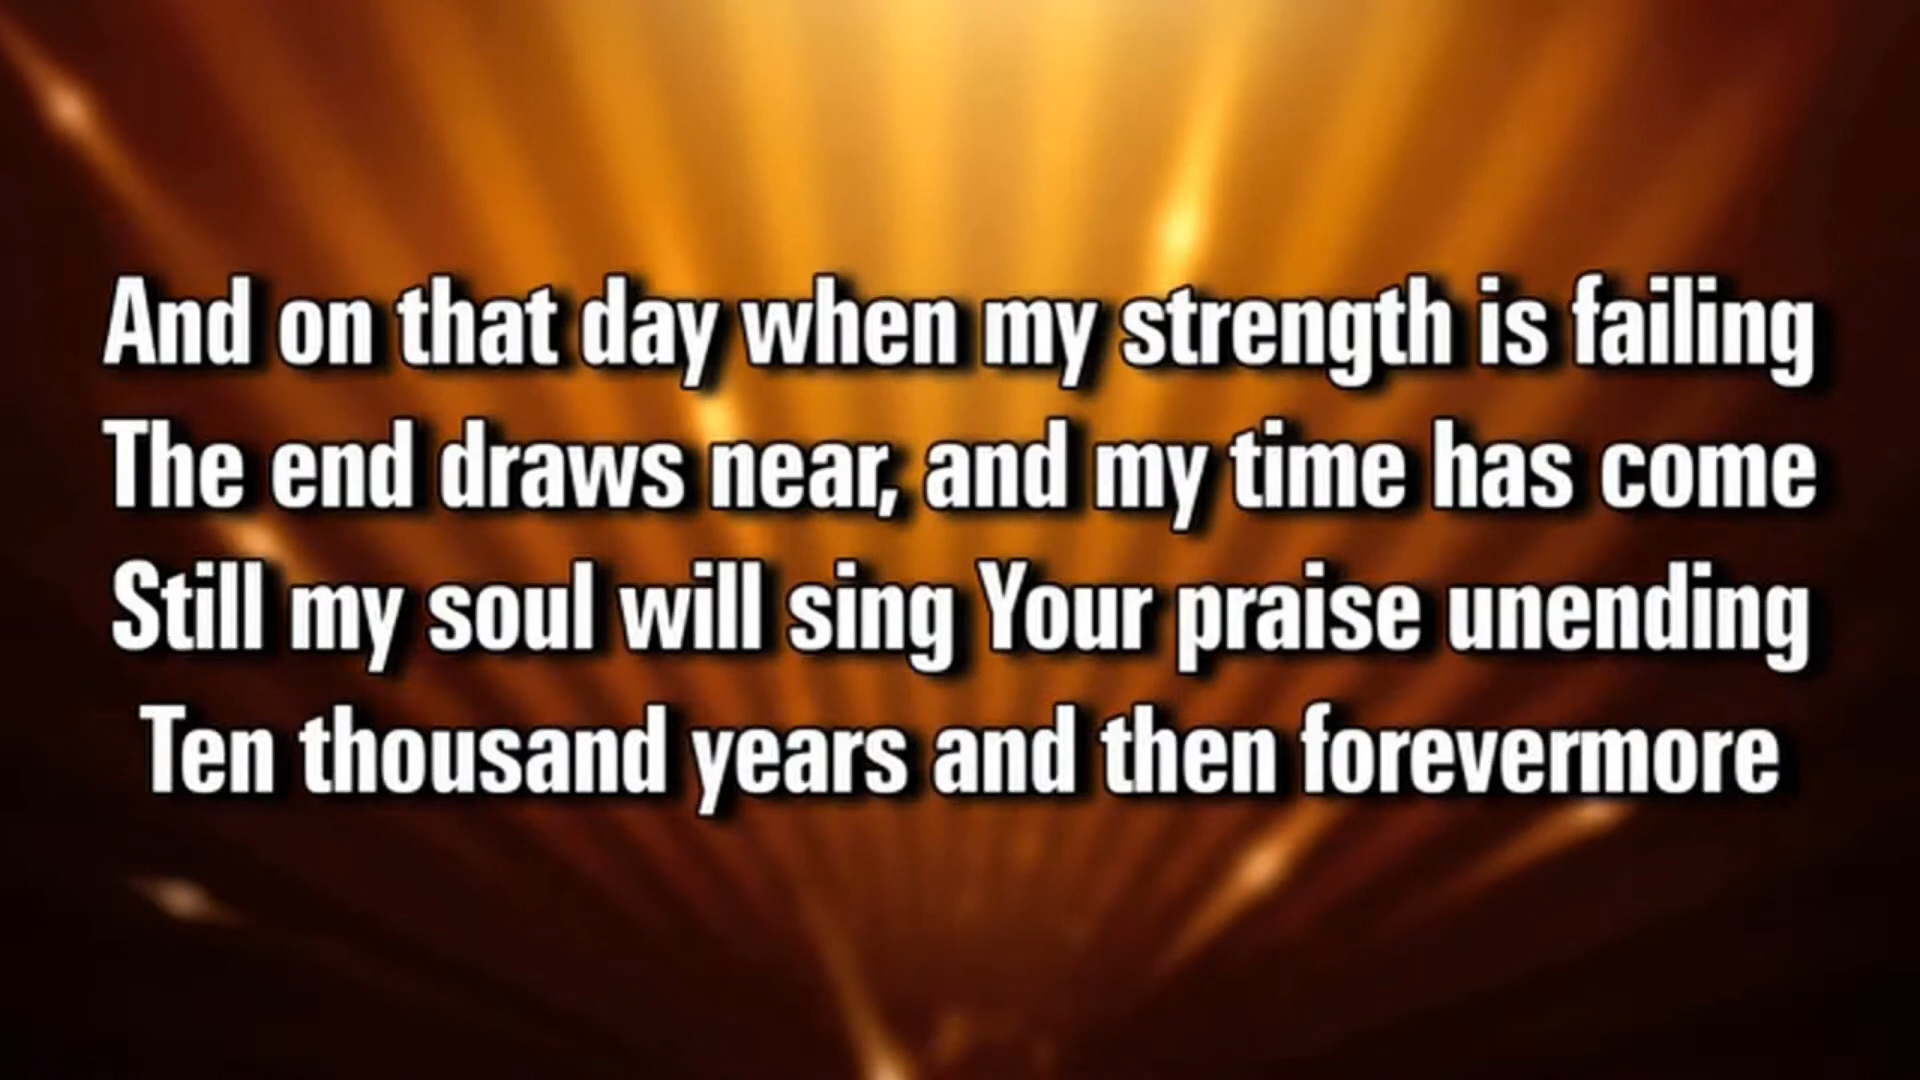 And on that day when my strength is failing
The end draws near, and my time has come
Still my soul will sing Your praise unending
Ten thousand years and then forevermore